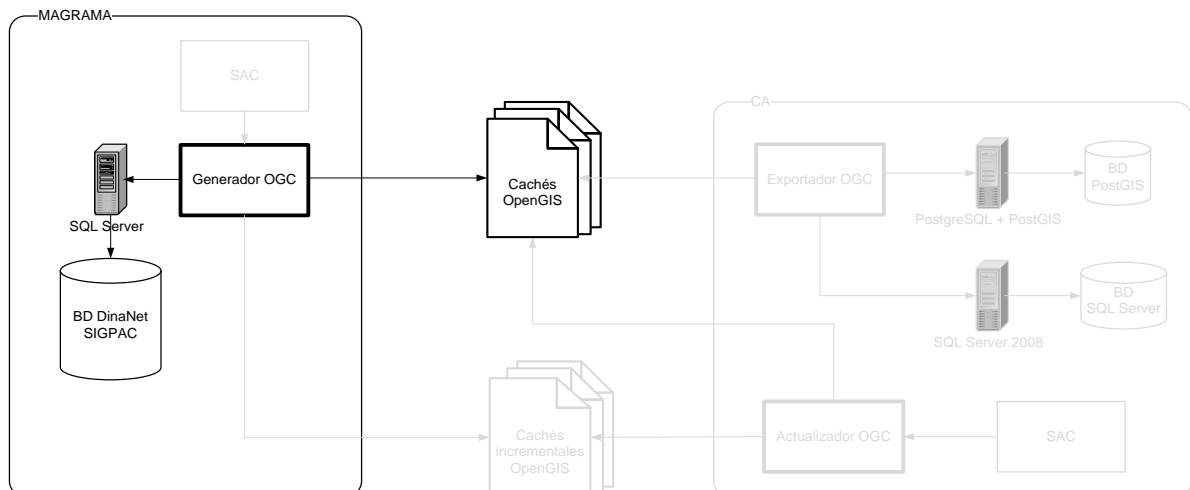 MAGRAMA
SAC
Generador OGC
SQL Server
BD DinaNet
SIGPAC
Cachés
OpenGIS
Cachés
incrementales
OpenGIS
CA
Exportador OGC
PostgreSQL + PostGIS
BD
PostGIS
SQL Server 2008
BD
SQL Server
Actualizador OGC
SAC